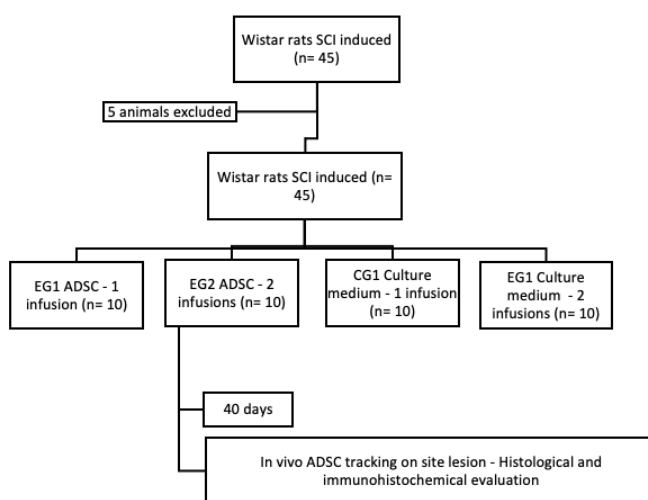 Wistar rats SCI induced
(n= 45)
5 animals excluded
Wistar rats SCI induced (n=
45)
EG1 ADSC - 1
infusion (n= 10)
EG2 ADSC - 2
infusions (n= 10)
CG1 Culture
medium - 1 infusion
(n= 10)
EG1 Culture
medium - 2
infusions (n= 10)
40 days
In vivo ADSC tracking on site lesion - Histological and
immunohistochemical evaluation